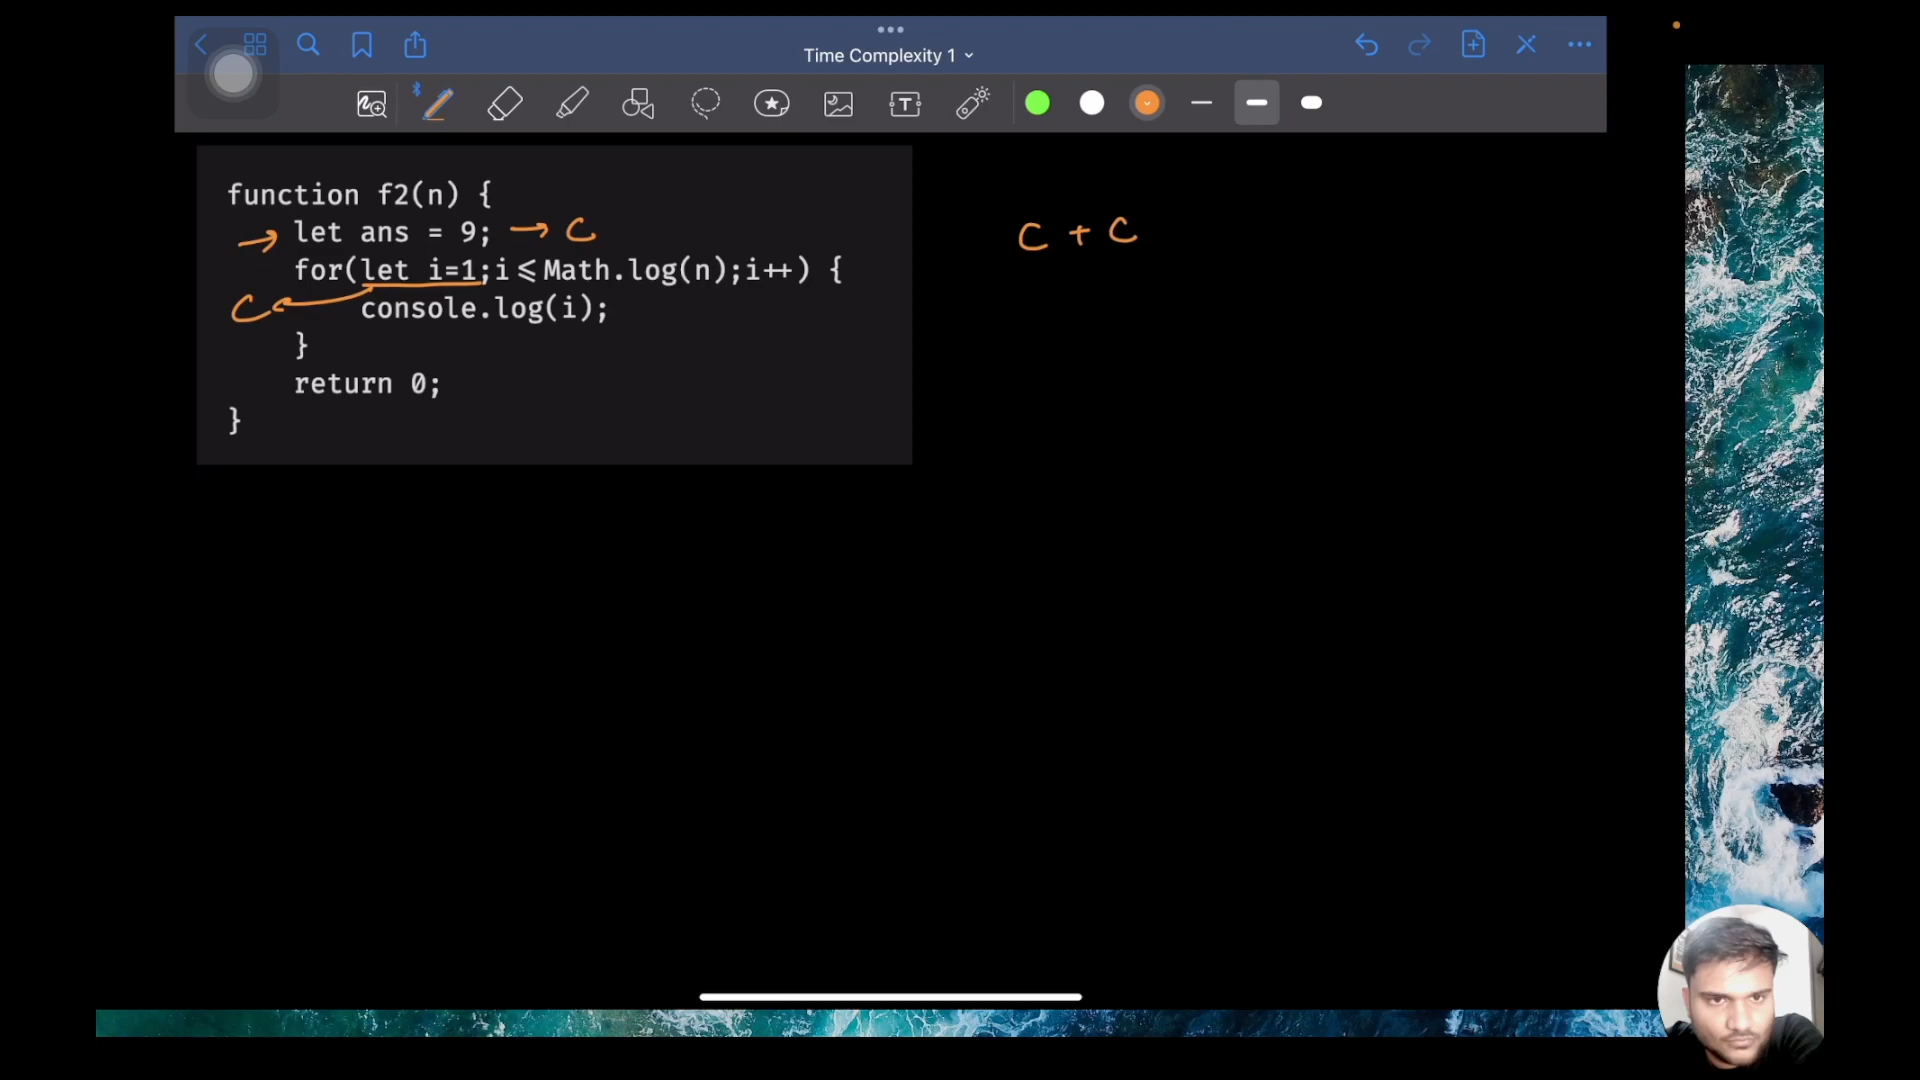 Time Complexity 1
function f2(n) {
let ans = 9; → C
for(let i=1;i<=Math.log(n);i++) {
C console.log(i);
}
return 0;
}
C + C